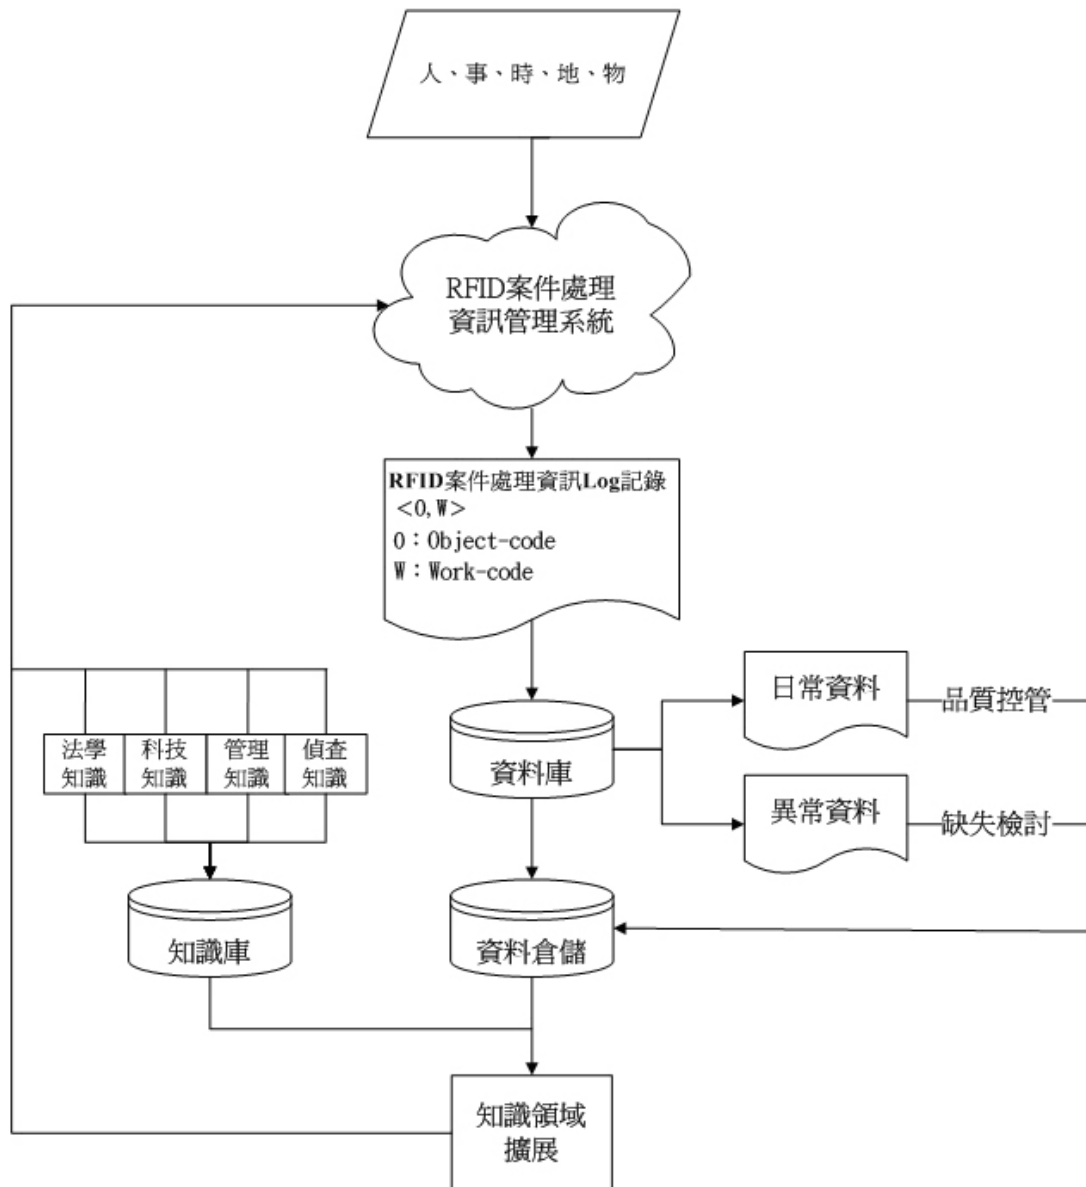 人、事、時、地、物
RFID案件處理
資訊管理系統
RFID案件處理資訊Log記錄
<O,W>
O：Object-code
W：Work-code
日常資料
品質控管
法學
知識
科技
知識
管理
知識
偵查
知識
資料庫
異常資料
缺失檢討
知識庫
資料倉儲
知識領域
擴展